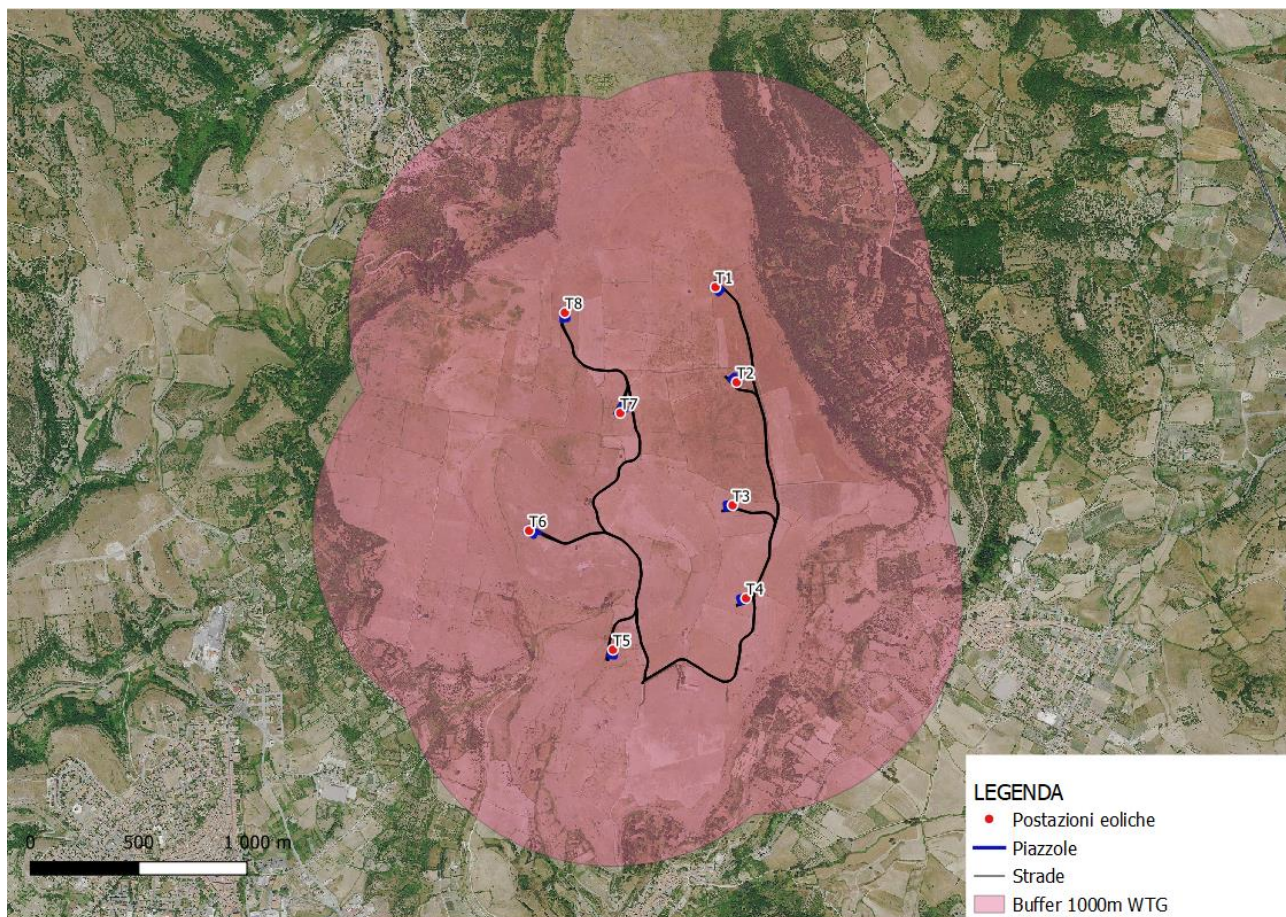 T1
T8
T2
T7
T3
T6
T4
T5
LEGENDA
Postazioni eoliche
Piazzole
Strade
Buffer 1000m WTG
0 500 1 000 m